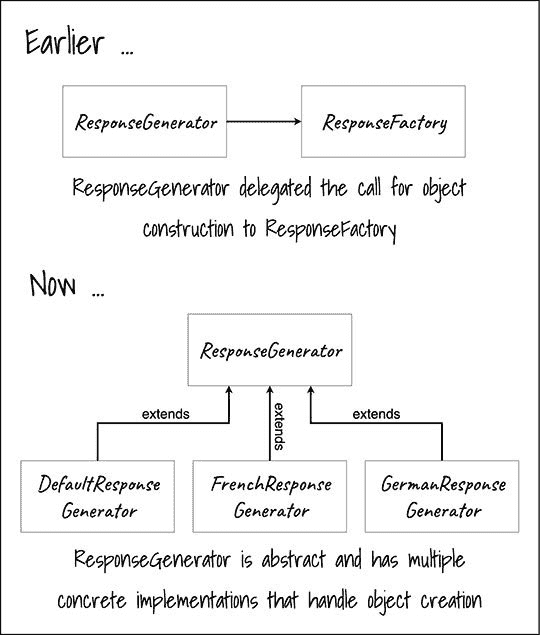 Earlier ...
ResponseGenerator
ResponseFactory
ResponseGenerator delegated the call for object
construction to ResponseFactory
Now ...
ResponseGenerator
extends
extends
extends
DefaultResponse
Generator
FrenchResponse
Generator
GermanResponse
Generator
ResponseGenerator is abstract and has multiple
concrete implementations that handle object creation